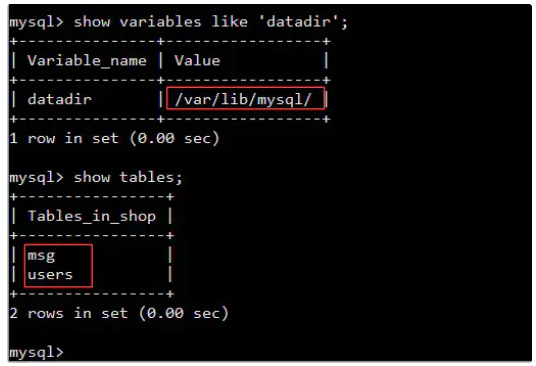 mysql> show variables like 'datadir';
+---------------+-----------------+
| Variable_name | Value           |
+---------------+-----------------+
| datadir       | /var/lib/mysql/ |
+---------------+-----------------+
1 row in set (0.00 sec)
mysql> show tables;
+----------------+
| Tables_in_shop |
+----------------+
| msg            |
| users          |
+----------------+
2 rows in set (0.00 sec)
mysql>